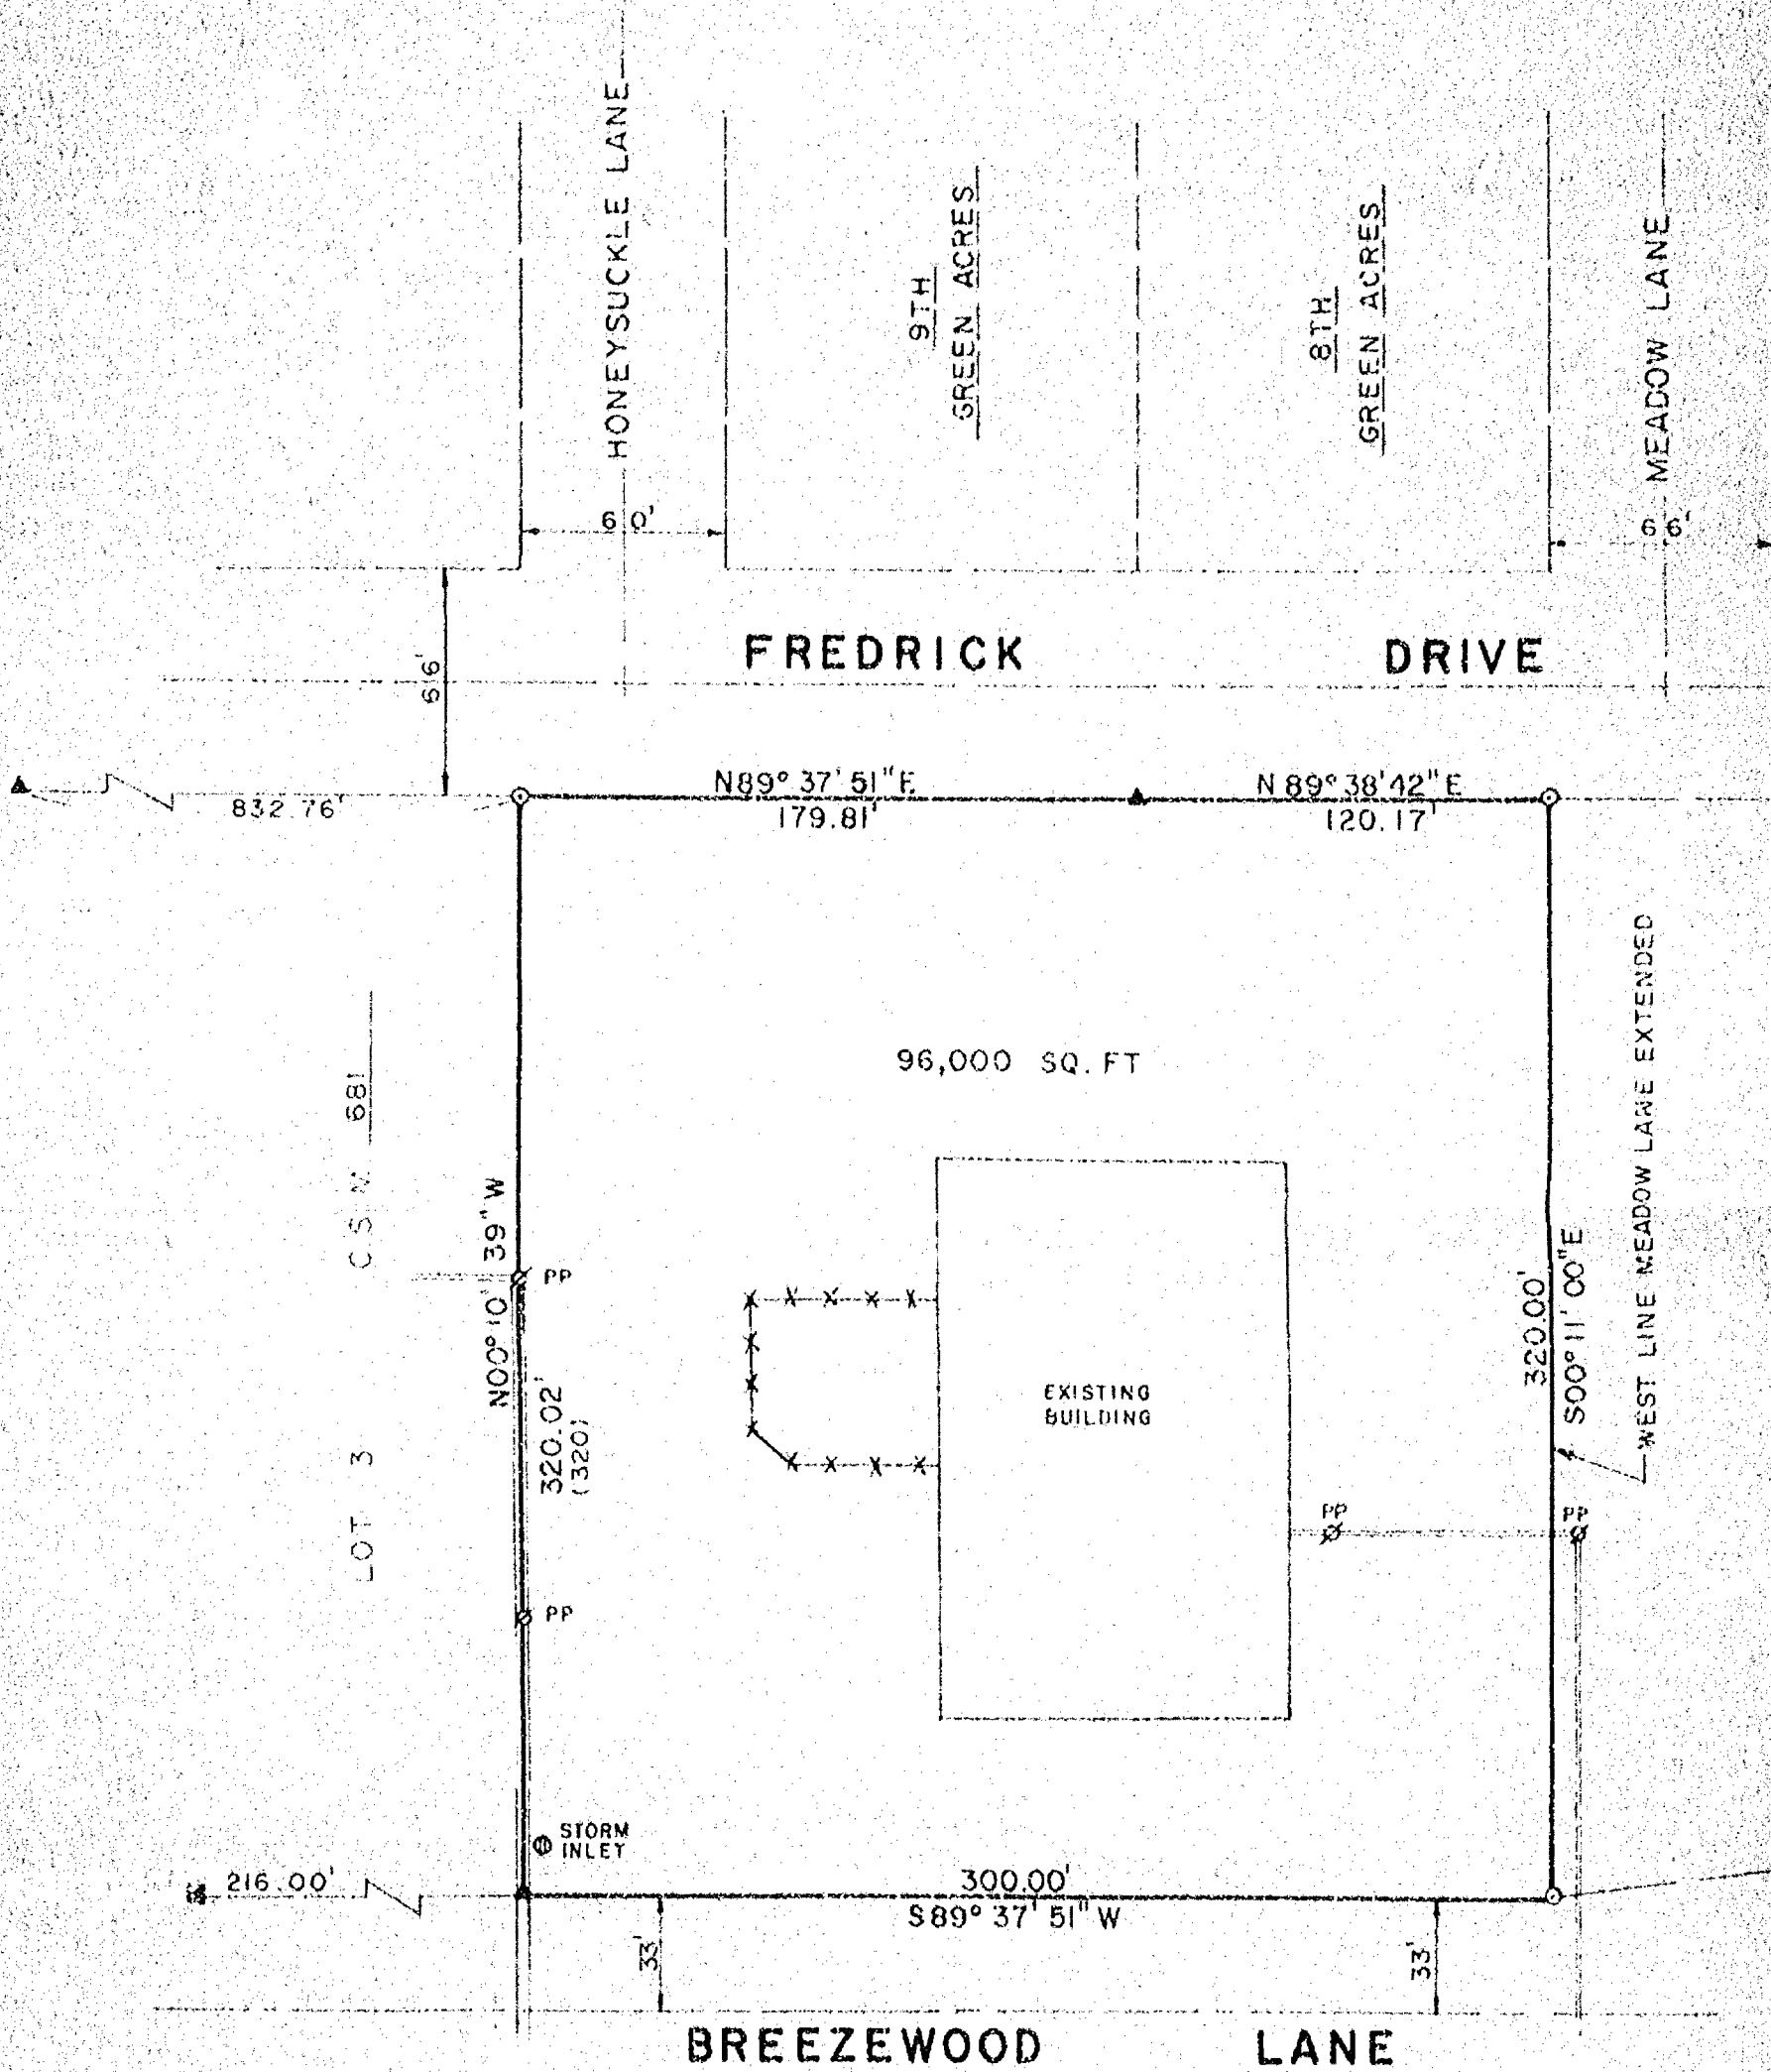 HONEYSUCKLE LANE
9TH
GREEN ACRES
8TH
GREEN ACRES
MEADOW LANE
60'
66'
66'
FREDRICK DRIVE
832.76'
N89° 37' 51" E
179.81'
N 89° 38' 42" E
120.17'
96,000 SQ. FT
LOT 3 C S M 681
N00° 10' 39" W
320.02'
(320)
PP
PP
EXISTING
BUILDING
320.00'
S00° 11' 00" E
WEST LINE MEADOW LANE EXTENDED
PP
PP
STORM
INLET
216.00'
300.00'
S 89° 37' 51" W
33'
33'
BREEZEWOOD LANE